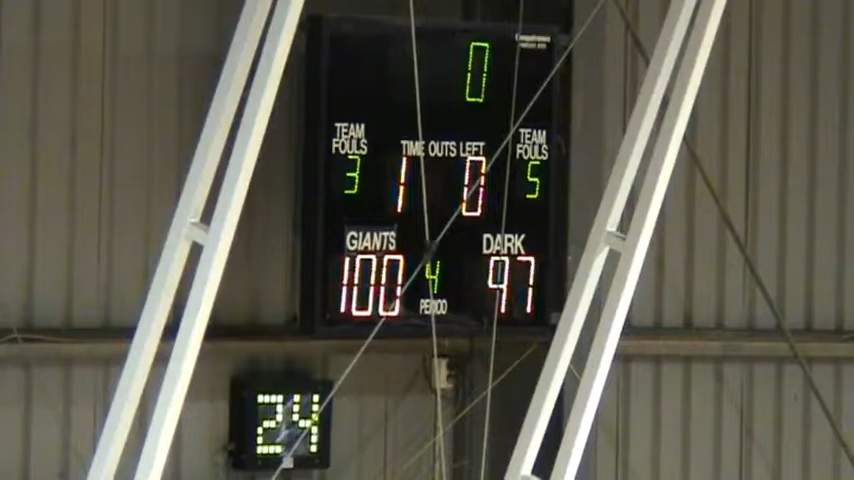 0
TEAM FOULS
TIME OUTS LEFT
TEAM FOULS
3
1
0
5
GIANTS
DARK
100
4
97
PERIOD
24